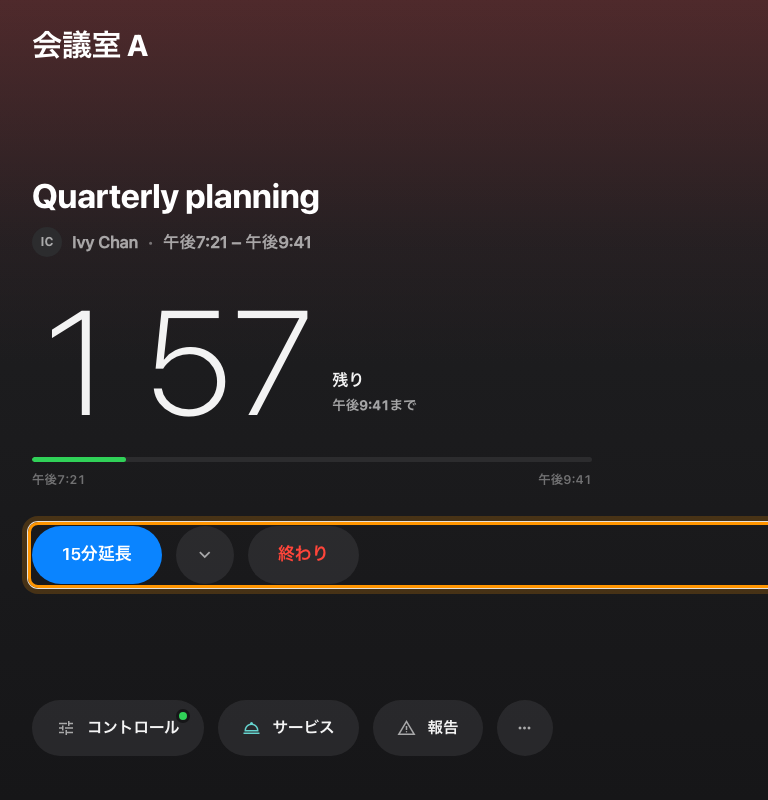 会議室 A
Quarterly planning
IC Ivy Chan · 午後7:21 – 午後9:41
1 57
残り
午後9:41まで
午後7:21 午後9:41
15分延長 終わり
コントロール サービス 報告